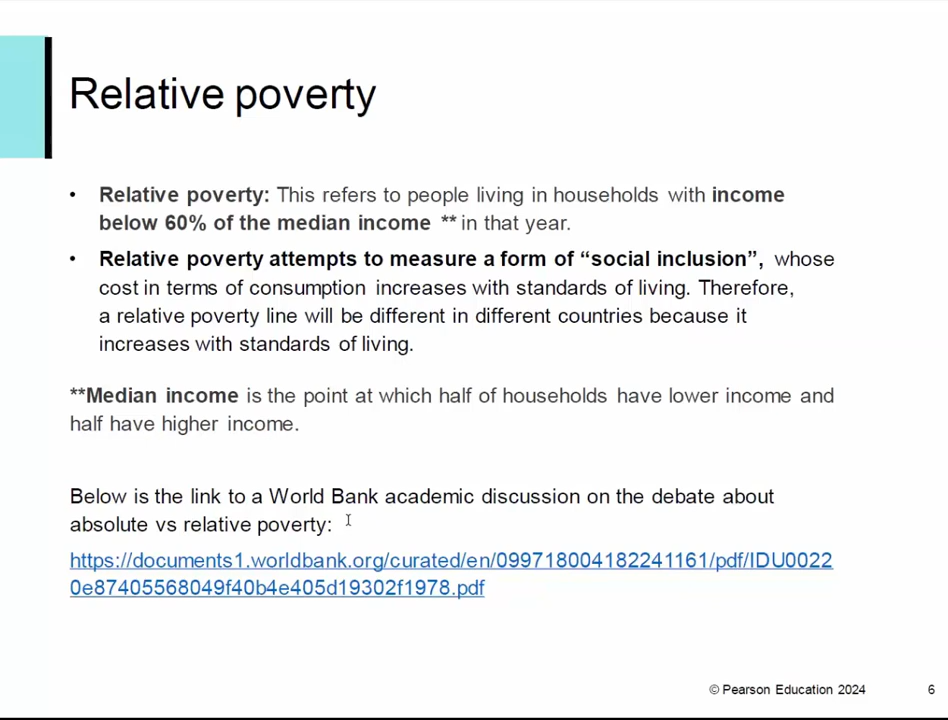 Relative poverty
• Relative poverty: This refers to people living in households with income
below 60% of the median income ** in that year.
• Relative poverty attempts to measure a form of “social inclusion”, whose
cost in terms of consumption increases with standards of living. Therefore,
a relative poverty line will be different in different countries because it
increases with standards of living.
**Median income is the point at which half of households have lower income and
half have higher income.
Below is the link to a World Bank academic discussion on the debate about
absolute vs relative poverty:
https://documents1.worldbank.org/curated/en/099718004182241161/pdf/IDU0022
0e87405568049f40b4e405d19302f1978.pdf
© Pearson Education 2024 6